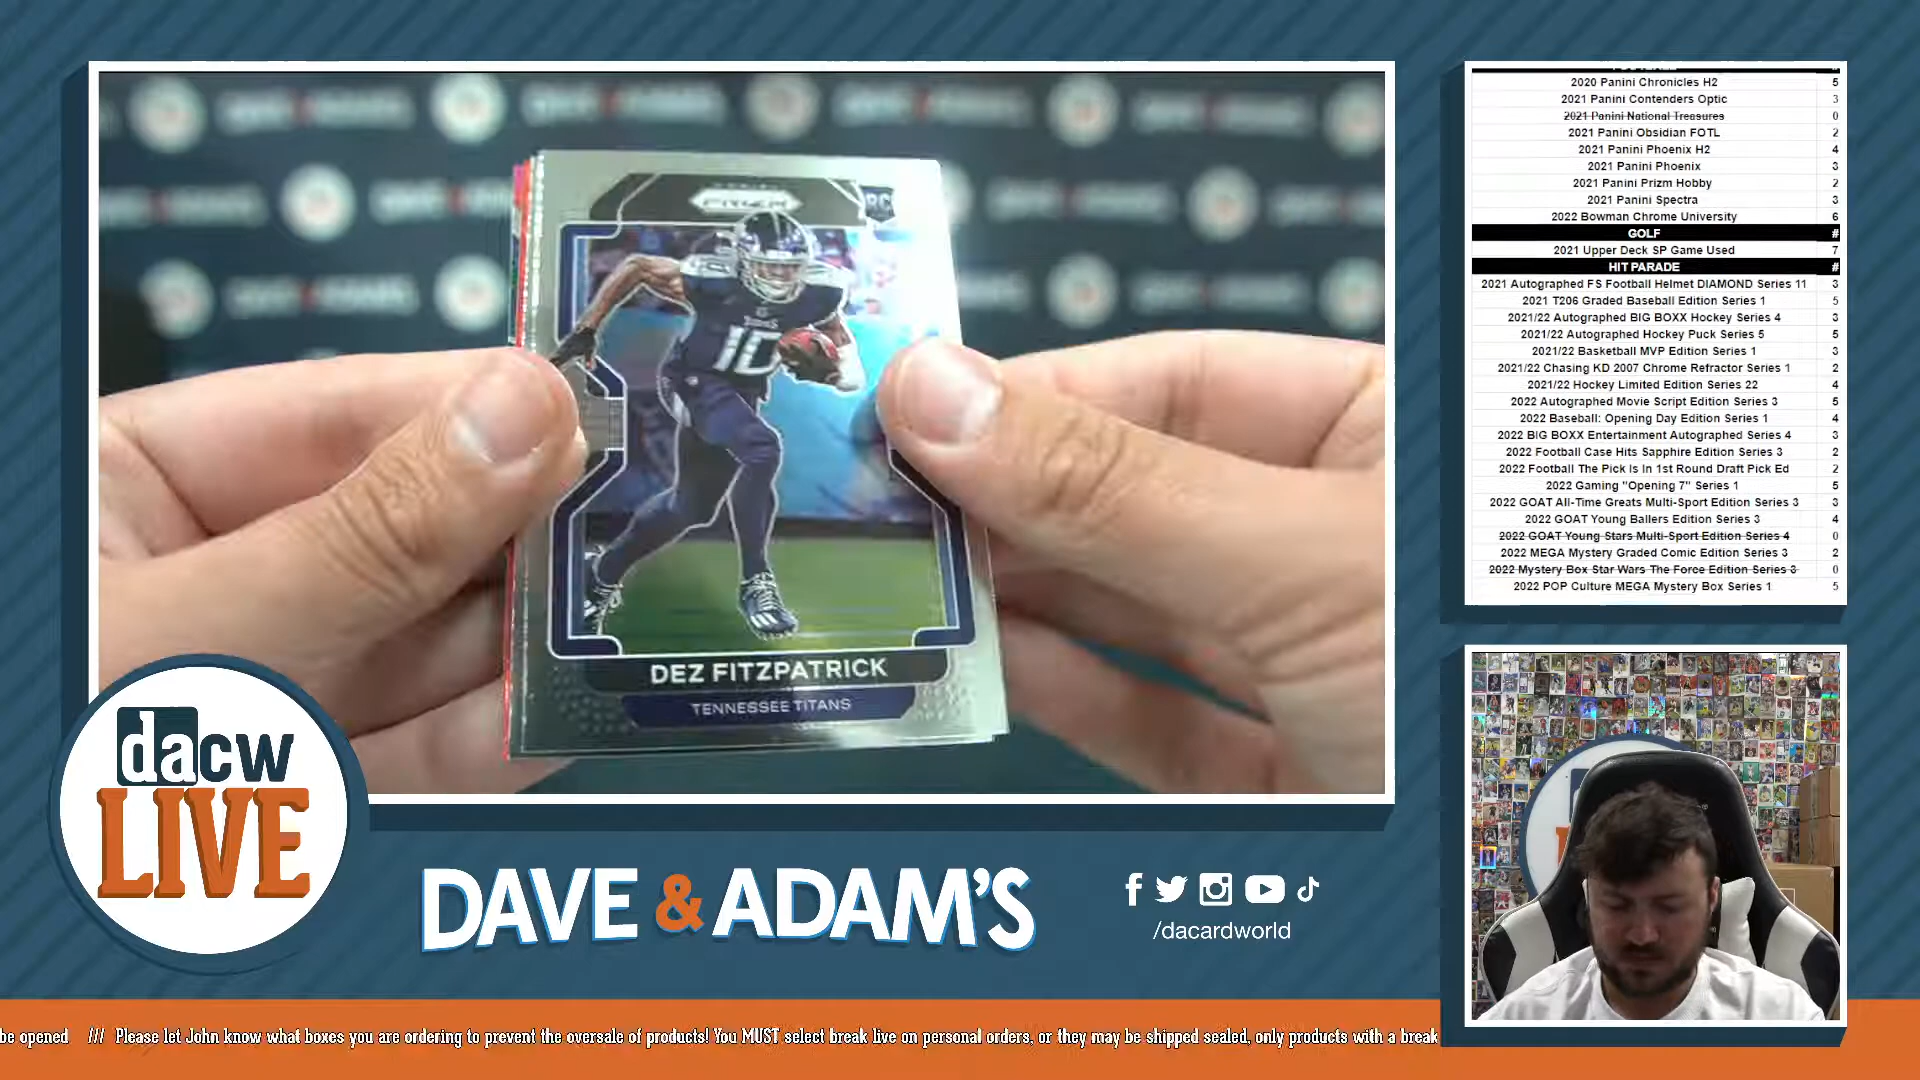 PRIZM
RC
TITANS
10
DEZ FITZPATRICK
TENNESSEE TITANS
2020 Panini Chronicles H2 5
2021 Panini Contenders Optic 3
2021 Panini National Treasures 0
2021 Panini Obsidian FOTL 2
2021 Panini Phoenix H2 4
2021 Panini Phoenix 3
2021 Panini Prizm Hobby 2
2021 Panini Spectra 3
2022 Bowman Chrome University 6
GOLF #
2021 Upper Deck SP Game Used 7
HIT PARADE #
2021 Autographed FS Football Helmet DIAMOND Series 11 3
2021 T206 Graded Baseball Edition Series 1 5
2021/22 Autographed BIG BOXX Hockey Series 4 3
2021/22 Autographed Hockey Puck Series 5 5
2021/22 Basketball MVP Edition Series 1 3
2021/22 Chasing KD 2007 Chrome Refractor Series 1 2
2021/22 Hockey Limited Edition Series 22 4
2022 Autographed Movie Script Edition Series 3 5
2022 Baseball: Opening Day Edition Series 1 4
2022 BIG BOXX Entertainment Autographed Series 4 3
2022 Football Case Hits Sapphire Edition Series 3 2
2022 Football The Pick Is In 1st Round Draft Pick Ed 2
2022 Gaming "Opening 7" Series 1 5
2022 GOAT All-Time Greats Multi-Sport Edition Series 3 3
2022 GOAT Young Ballers Edition Series 3 4
2022 GOAT Young Stars Multi-Sport Edition Series 4 0
2022 MEGA Mystery Graded Comic Edition Series 3 2
2022 Mystery Box Star Wars The Force Edition Series 3 0
2022 POP Culture MEGA Mystery Box Series 1 5
dacw
LIVE
DAVE & ADAM'S
/dacardworld
be opened /// Please let John know what boxes you are ordering to prevent the oversale of products! You MUST select break live on personal orders, or they may be shipped sealed, only products with a break